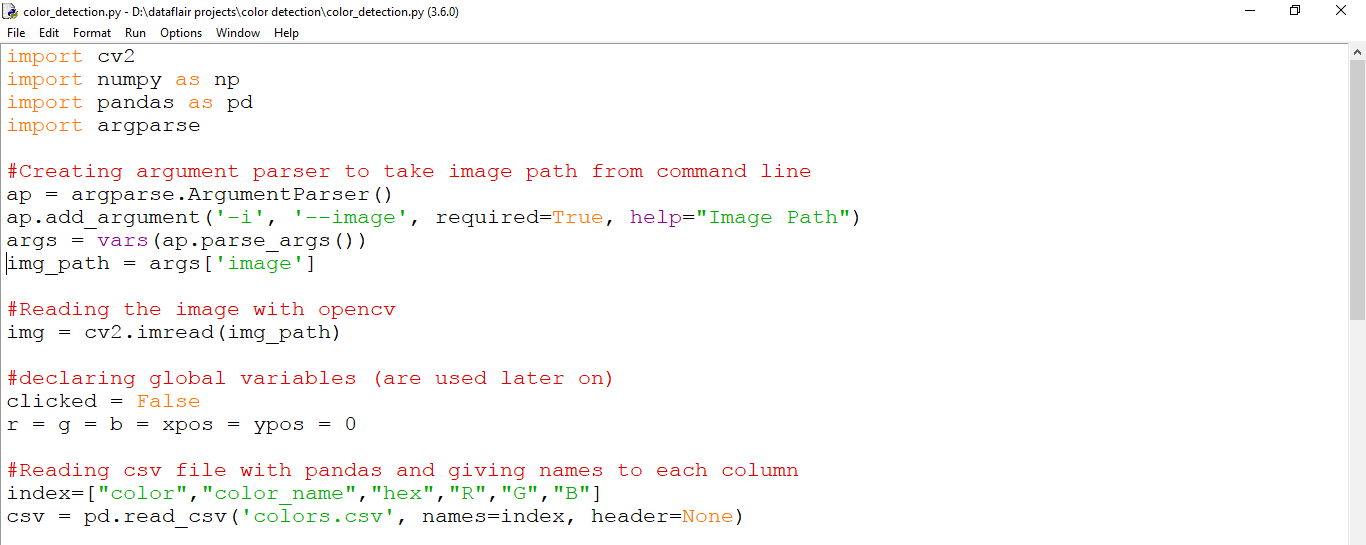 color_detection.py - D:\dataflair projects\color detection\color_detection.py (3.6.0)
File Edit Format Run Options Window Help
import cv2
import numpy as np
import pandas as pd
import argparse
#Creating argument parser to take image path from command line
ap = argparse.ArgumentParser()
ap.add_argument('-i', '--image', required=True, help="Image Path")
args = vars(ap.parse_args())
img_path = args['image']
#Reading the image with opencv
img = cv2.imread(img_path)
#declaring global variables (are used later on)
clicked = False
r = g = b = xpos = ypos = 0
#Reading csv file with pandas and giving names to each column
index=["color","color_name","hex","R","G","B"]
csv = pd.read_csv('colors.csv', names=index, header=None)